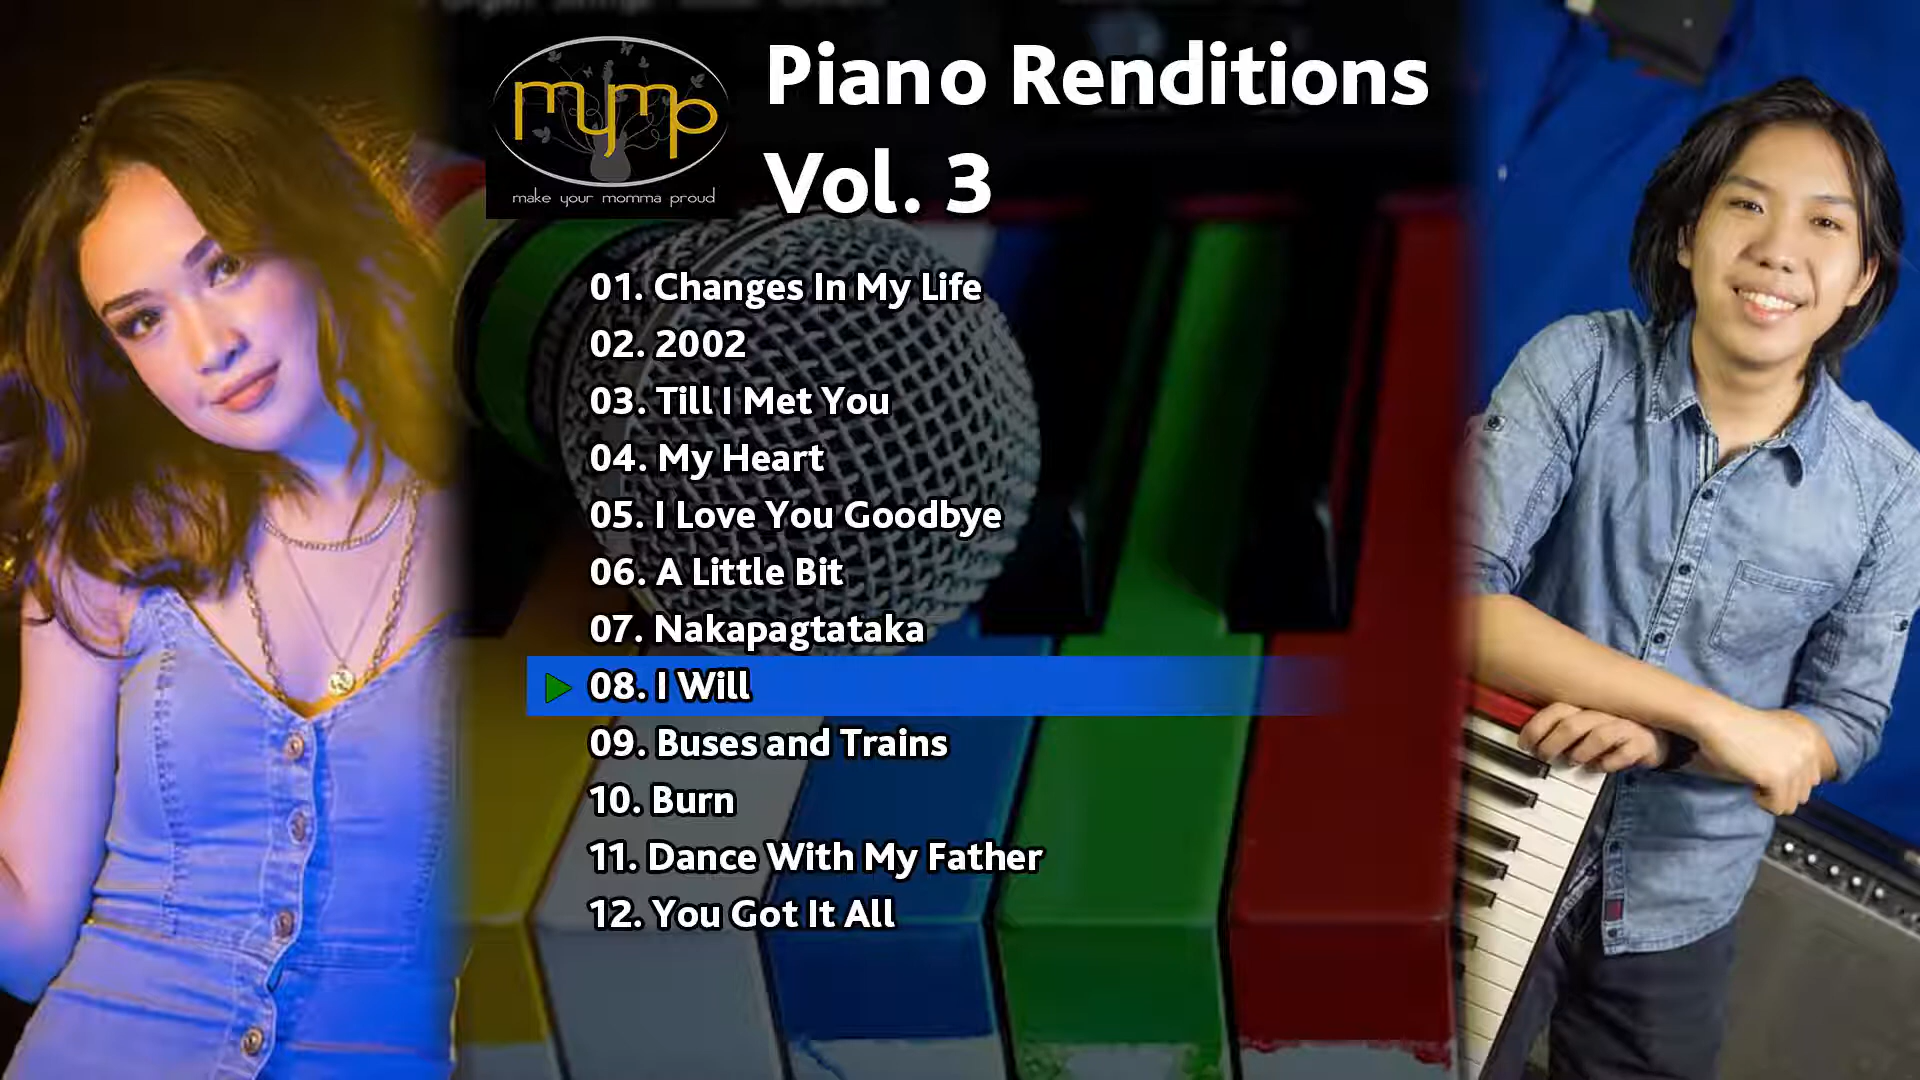 mymp
make your momma proud
Piano Renditions
Vol. 3
01. Changes In My Life
02. 2002
03. Till I Met You
04. My Heart
05. I Love You Goodbye
06. A Little Bit
07. Nakapagtataka
08. I Will
09. Buses and Trains
10. Burn
11. Dance With My Father
12. You Got It All